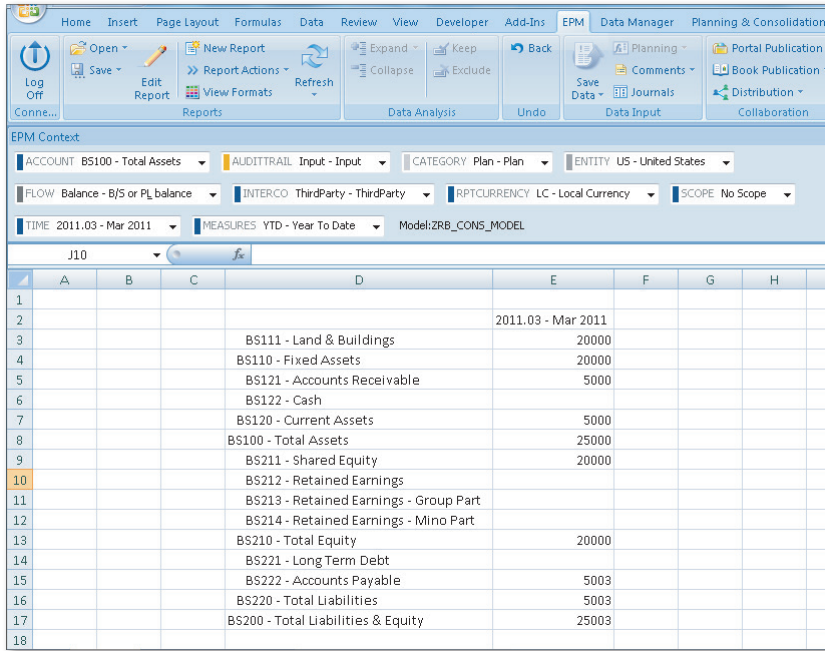 Home Insert Page Layout Formulas Data Review View Developer Add-Ins EPM Data Manager Planning & Consolidation
Log Off
Open
Save
Edit Report
New Report
Report Actions
View Formats
Refresh
Expand
Collapse
Keep
Exclude
Back
Save Data
Planning
Comments
Journals
Portal Publication
Book Publication
Distribution
Conne... Reports Data Analysis Undo Data Input Collaboration
EPM Context
ACCOUNT BS100 - Total Assets AUDITTRAIL Input - Input CATEGORY Plan - Plan ENTITY US - United States
FLOW Balance - B/S or PL balance INTERCO ThirdParty - ThirdParty RPTCURRENCY LC - Local Currency SCOPE No Scope
TIME 2011.03 - Mar 2011 MEASURES YTD - Year To Date Model:ZRB_CONS_MODEL
J10 fx
A B C D E F G H
1
2 2011.03 - Mar 2011
3 BS111 - Land & Buildings 20000
4 BS110 - Fixed Assets 20000
5 BS121 - Accounts Receivable 5000
6 BS122 - Cash
7 BS120 - Current Assets 5000
8 BS100 - Total Assets 25000
9 BS211 - Shared Equity 20000
10 BS212 - Retained Earnings
11 BS213 - Retained Earnings - Group Part
12 BS214 - Retained Earnings - Mino Part
13 BS210 - Total Equity 20000
14 BS221 - Long Term Debt
15 BS222 - Accounts Payable 5003
16 BS220 - Total Liabilities 5003
17 BS200 - Total Liabilities & Equity 25003
18